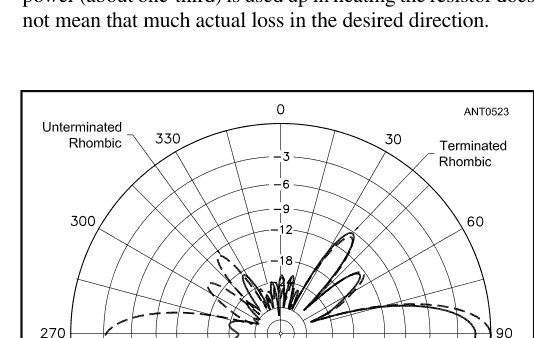 power (about one-third) is used up in heating the resistor does
not mean that much actual loss in the desired direction.
0
ANT0523
Unterminated
Rhombic
330
30
Terminated
Rhombic
−3
−6
300
60
−9
−12
−18
270
90